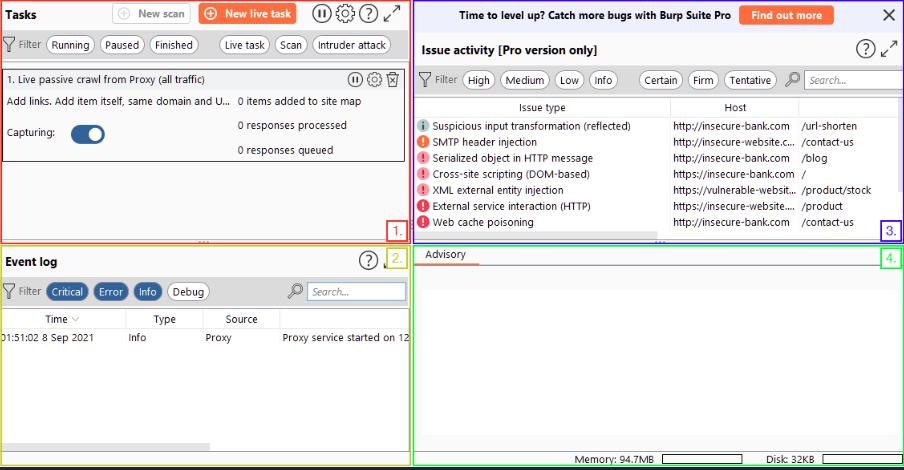 Tasks
New scan
New live task
Filter Running Paused Finished Live task Scan Intruder attack
1. Live passive crawl from Proxy (all traffic)
Add links. Add item itself, same domain and U... 0 items added to site map
Capturing: 0 responses processed
0 responses queued
1.
Event log
2.
Filter Critical Error Info Debug Search...
Time Type Source
01:51:02 8 Sep 2021 Info Proxy Proxy service started on 12
Time to level up? Catch more bugs with Burp Suite Pro Find out more
Issue activity [Pro version only]
Filter High Medium Low Info Certain Firm Tentative Search...
Issue type Host
Suspicious input transformation (reflected) http://insecure-bank.com /url-shorten
SMTP header injection http://insecure-website.c... /contact-us
Serialized object in HTTP message http://insecure-bank.com /blog
Cross-site scripting (DOM-based) http://insecure-bank.com /
XML external entity injection https://vulnerable-websit... /product/stock
External service interaction (HTTP) https://insecure-website.... /product
Web cache poisoning http://insecure-bank.com /contact-us
3.
Advisory
4.
Memory: 94.7MB Disk: 32KB